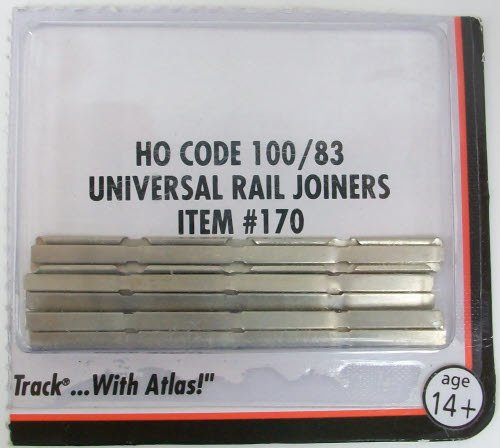 HO CODE 100/83
UNIVERSAL RAIL JOINERS
ITEM #170
Track®...With Atlas!"
age
14+